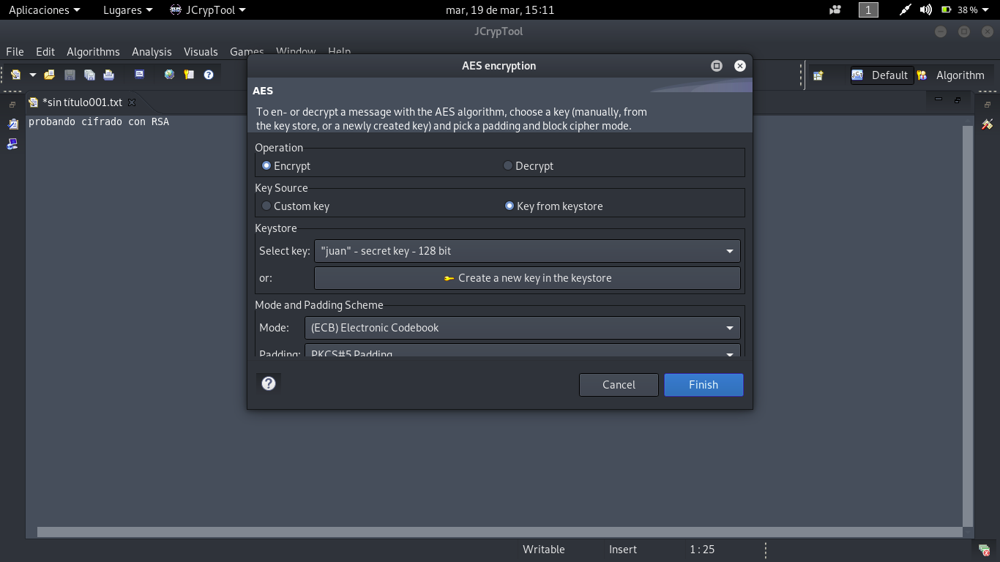 Aplicaciones Lugares JCrypTool mar, 19 de mar, 15:11 1 38 %
JCrypTool
File Edit Algorithms Analysis Visuals Games Window Help
AES encryption
Default Algorithm
AES
*sin título001.txt
To en- or decrypt a message with the AES algorithm, choose a key (manually, from
the key store, or a newly created key) and pick a padding and block cipher mode.
probando cifrado con RSA
Operation
Encrypt Decrypt
Key Source
Custom key Key from keystore
Keystore
Select key: "juan" - secret key - 128 bit
or: Create a new key in the keystore
Mode and Padding Scheme
Mode: (ECB) Electronic Codebook
Padding: PKCS#5 Padding
Cancel Finish
Writable Insert 1 : 25